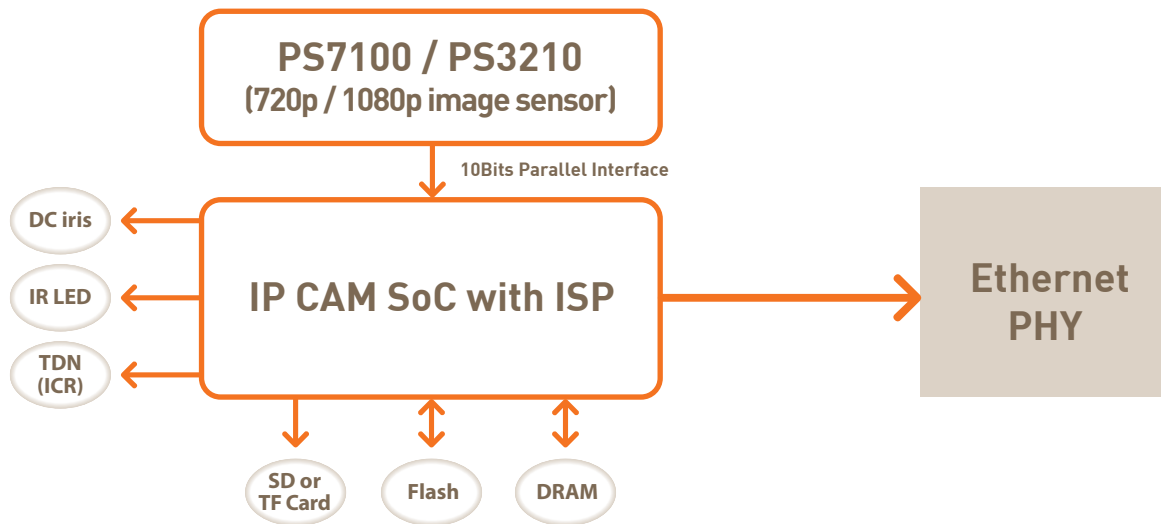 PS7100 / PS3210
(720p / 1080p image sensor)
10Bits Parallel Interface
DC iris
IR LED
TDN
(ICR)
IP CAM SoC with ISP
Ethernet
PHY
SD or
TF Card
Flash
DRAM